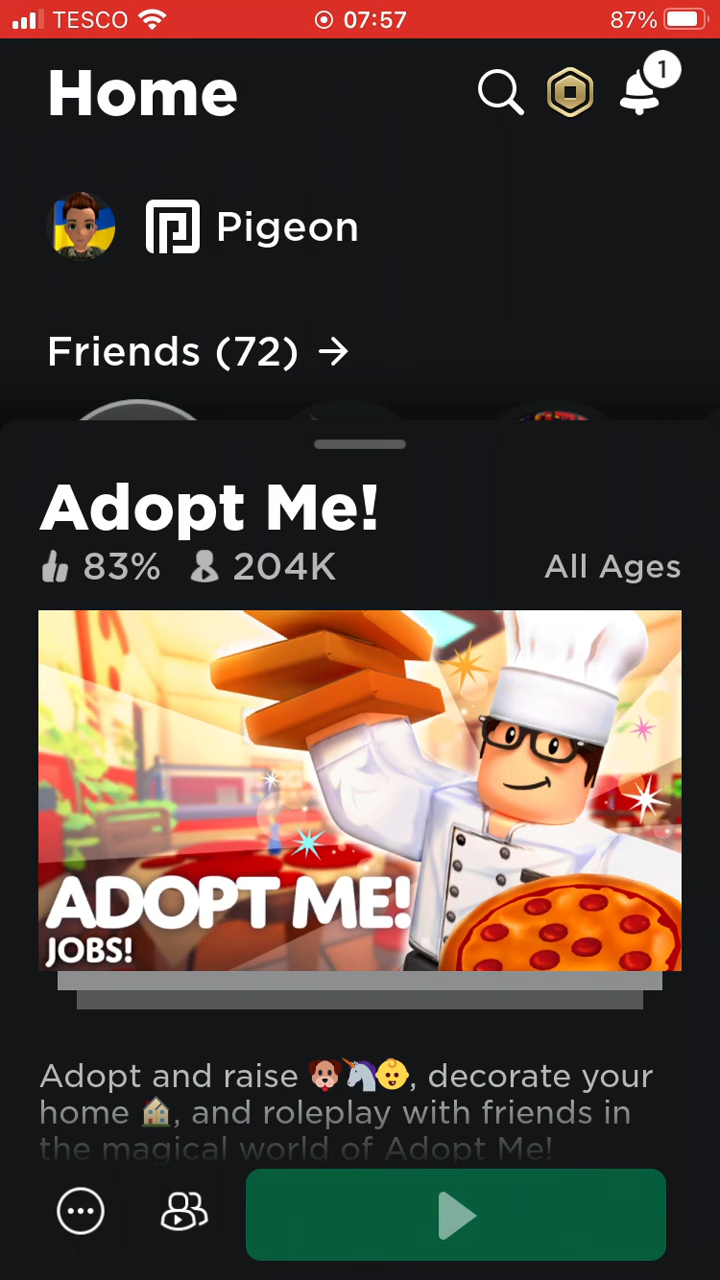 TESCO 07:57 87%
Home
1
Pigeon
Friends (72) →
Adopt Me!
83% 204K All Ages
ADOPT ME!
JOBS!
Adopt and raise 🐶🦄👶, decorate your
home 🏠, and roleplay with friends in
the magical world of Adopt Me!